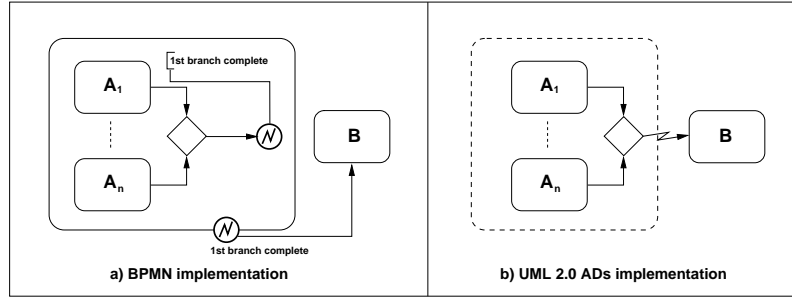 1st branch complete
A1
B
An
1st branch complete
a) BPMN implementation
A1
B
An
b) UML 2.0 ADs implementation